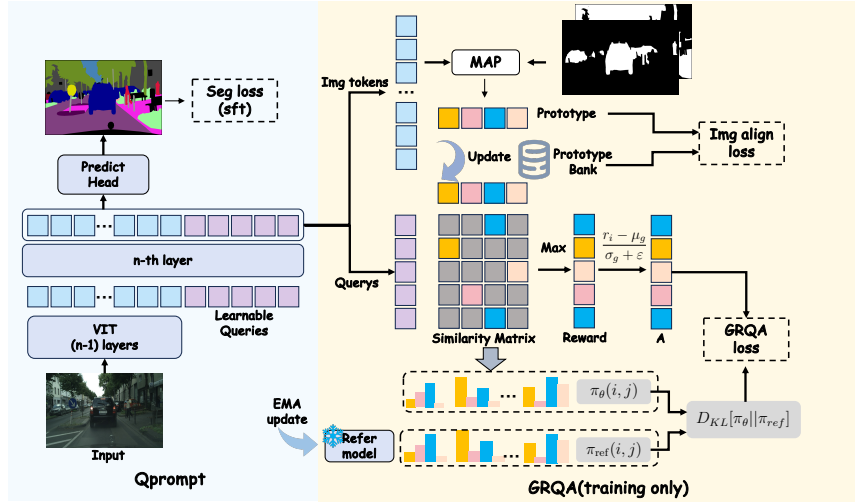 Seg loss
(sft)
Predict
Head
n-th layer
Learnable
Queries
VIT
(n-1) layers
Input
Qprompt
Img tokens
MAP
Prototype
Update
Prototype
Bank
Img align
loss
Querys
Max
$\frac{r_i - \mu_g}{\sigma_g + \varepsilon}$
Similarity Matrix
Reward
A
GRQA
loss
$\pi_\theta(i, j)$
$D_{KL}[\pi_\theta||\pi_{ref}]$
EMA
update
Refer
model
$\pi_{\mathrm{ref}}(i, j)$
GRQA(training only)